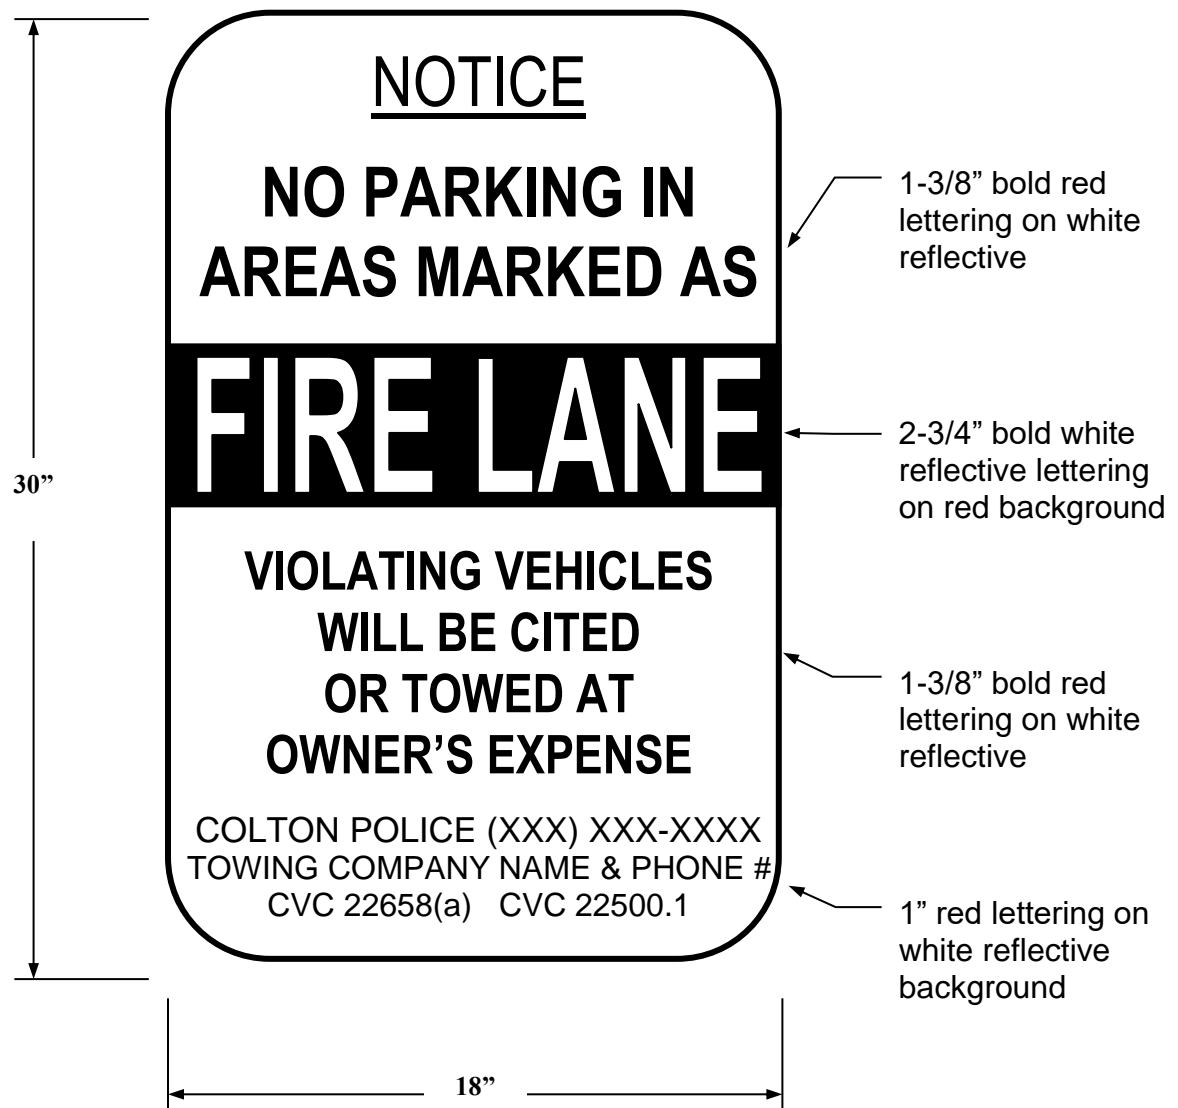 NOTICE
NO PARKING IN
AREAS MARKED AS
FIRE LANE
VIOLATING VEHICLES
WILL BE CITED
OR TOWED AT
OWNER’S EXPENSE
COLTON POLICE (XXX) XXX-XXXX
TOWING COMPANY NAME & PHONE #
CVC 22658(a) CVC 22500.1
1-3/8” bold red
lettering on white
reflective
2-3/4” bold white
reflective lettering
on red background
1-3/8” bold red
lettering on white
reflective
1” red lettering on
white reflective
background
30”
18”